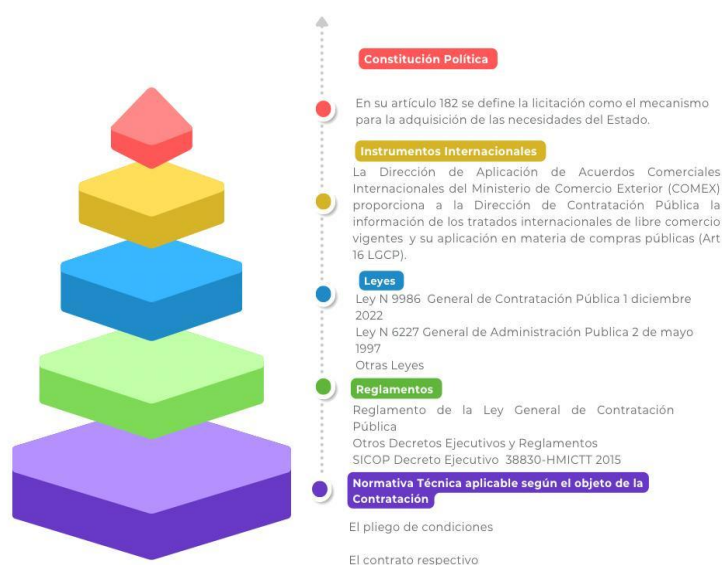 Constitución Política
En su artículo 182 se define la licitación como el mecanismo
para la adquisición de las necesidades del Estado.
Instrumentos Internacionales
La Dirección de Aplicación de Acuerdos Comerciales
Internacionales del Ministerio de Comercio Exterior (COMEX)
proporciona a la Dirección de Contratación Pública la
información de los tratados internacionales de libre comercio
vigentes y su aplicación en materia de compras públicas (Art
16 LGCP).
Leyes
Ley N 9986 General de Contratación Pública 1 diciembre
2022
Ley N 6227 General de Administración Publica 2 de mayo
1997
Otras Leyes
Reglamentos
Reglamento de la Ley General de Contratación
Pública
Otros Decretos Ejecutivos y Reglamentos
SICOP Decreto Ejecutivo 38830-HMICTT 2015
Normativa Técnica aplicable según el objeto de la
Contratación
El pliego de condiciones
El contrato respectivo